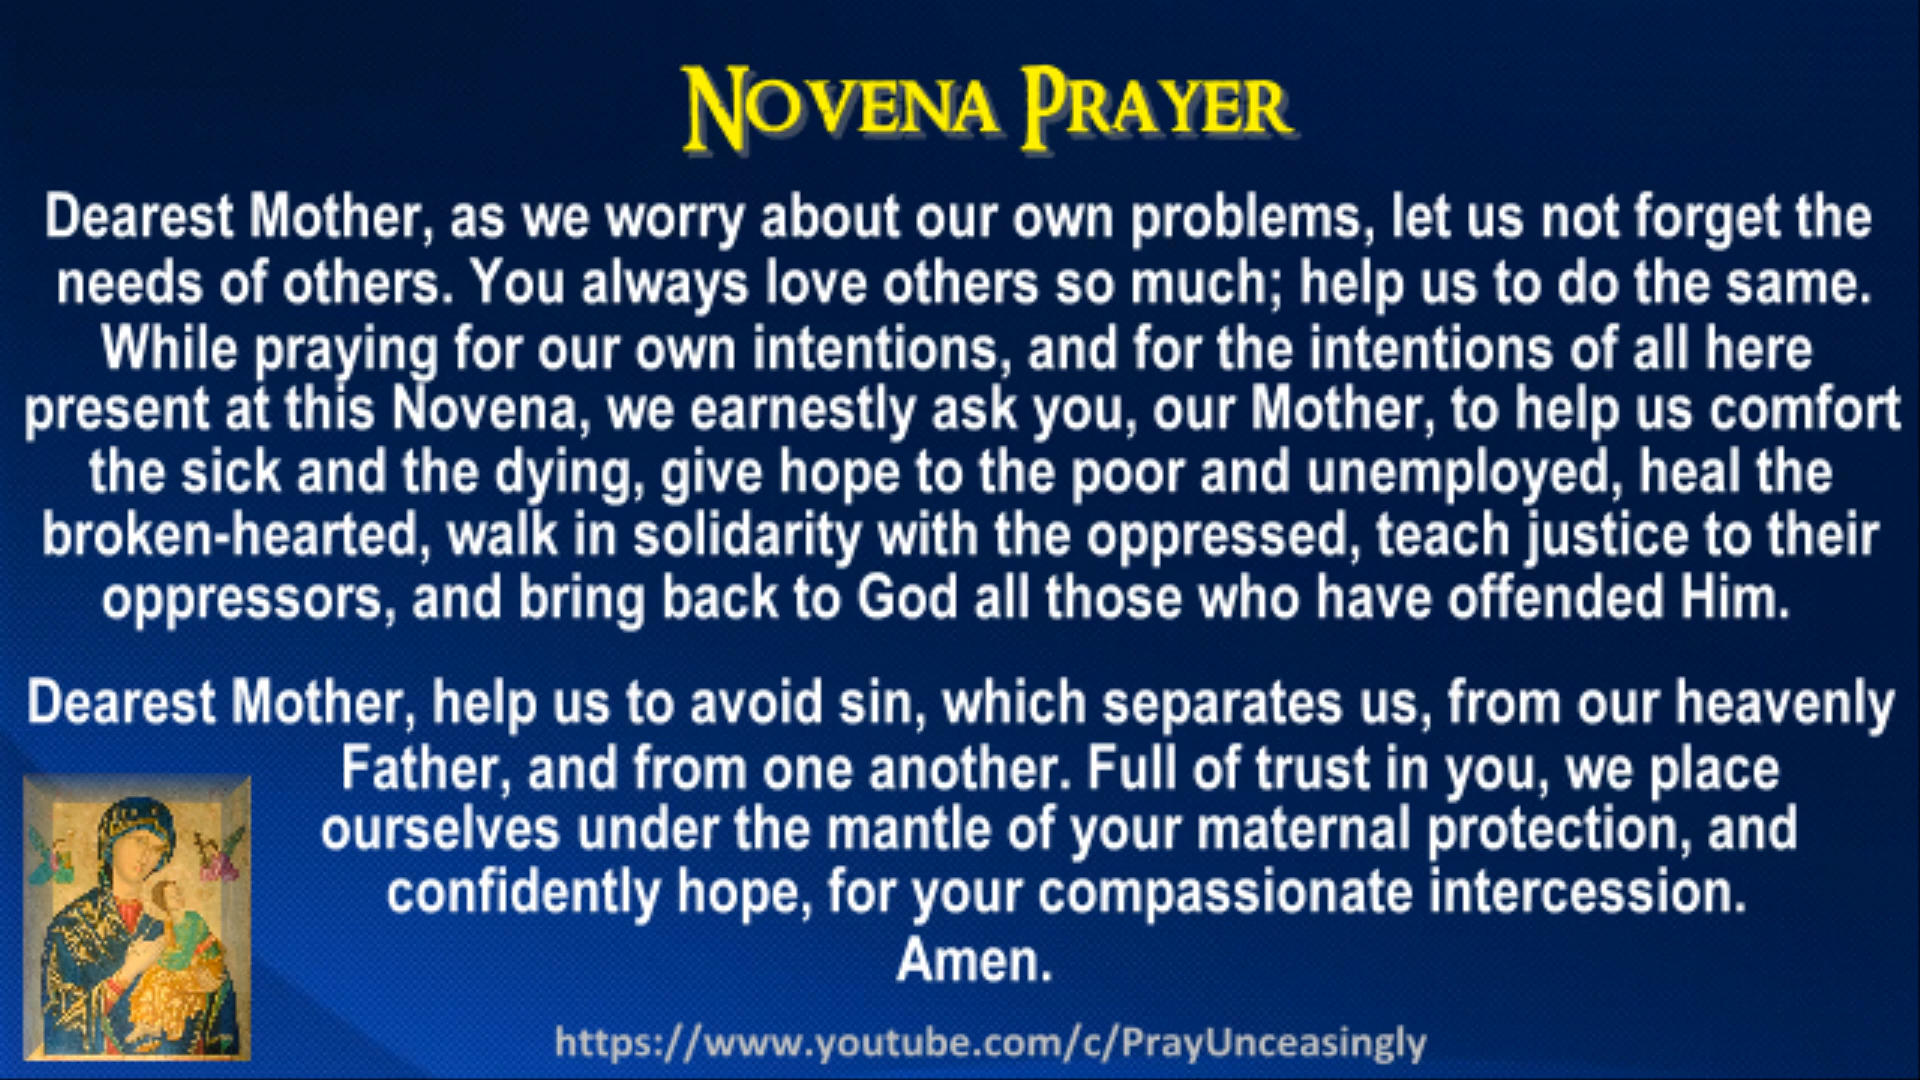 NOVENA PRAYER
Dearest Mother, as we worry about our own problems, let us not forget the
needs of others. You always love others so much; help us to do the same.
While praying for our own intentions, and for the intentions of all here
present at this Novena, we earnestly ask you, our Mother, to help us comfort
the sick and the dying, give hope to the poor and unemployed, heal the
broken-hearted, walk in solidarity with the oppressed, teach justice to their
oppressors, and bring back to God all those who have offended Him.
Dearest Mother, help us to avoid sin, which separates us, from our heavenly
Father, and from one another. Full of trust in you, we place
ourselves under the mantle of your maternal protection, and
confidently hope, for your compassionate intercession.
Amen.
https://www.youtube.com/c/PrayUnceasingly